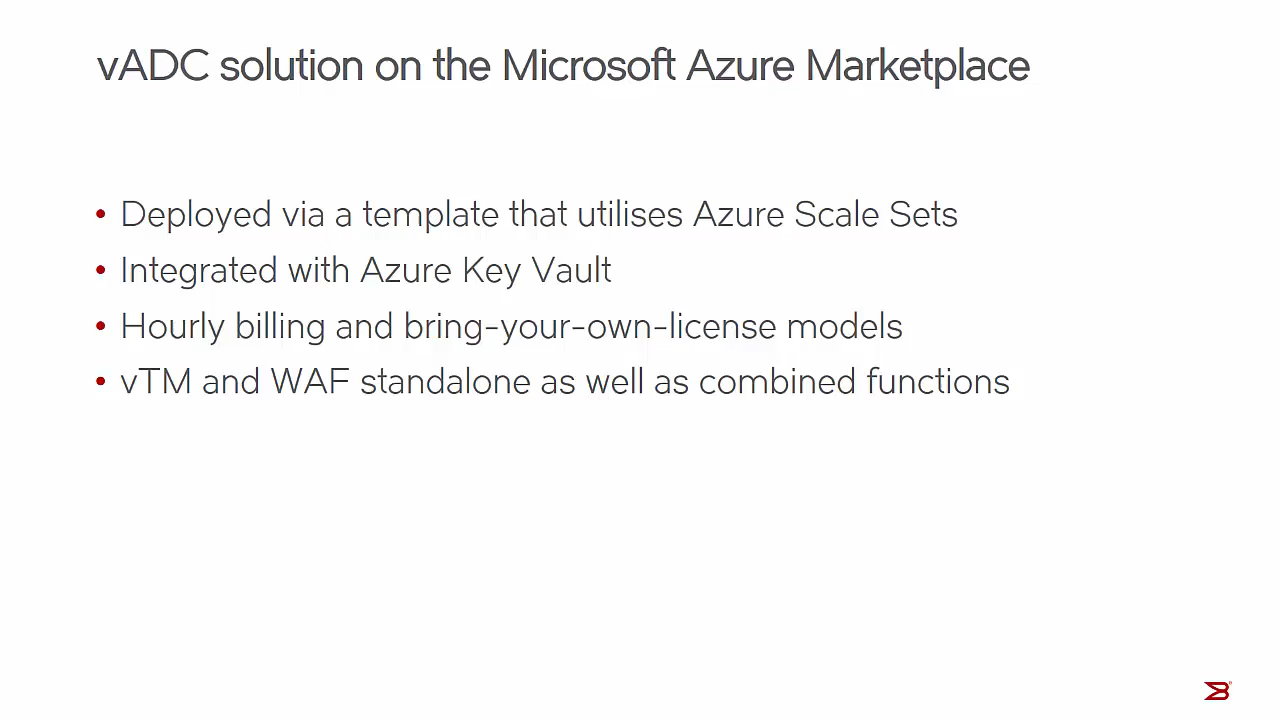 vADC solution on the Microsoft Azure Marketplace
• Deployed via a template that utilises Azure Scale Sets
• Integrated with Azure Key Vault
• Hourly billing and bring-your-own-license models
• vTM and WAF standalone as well as combined functions